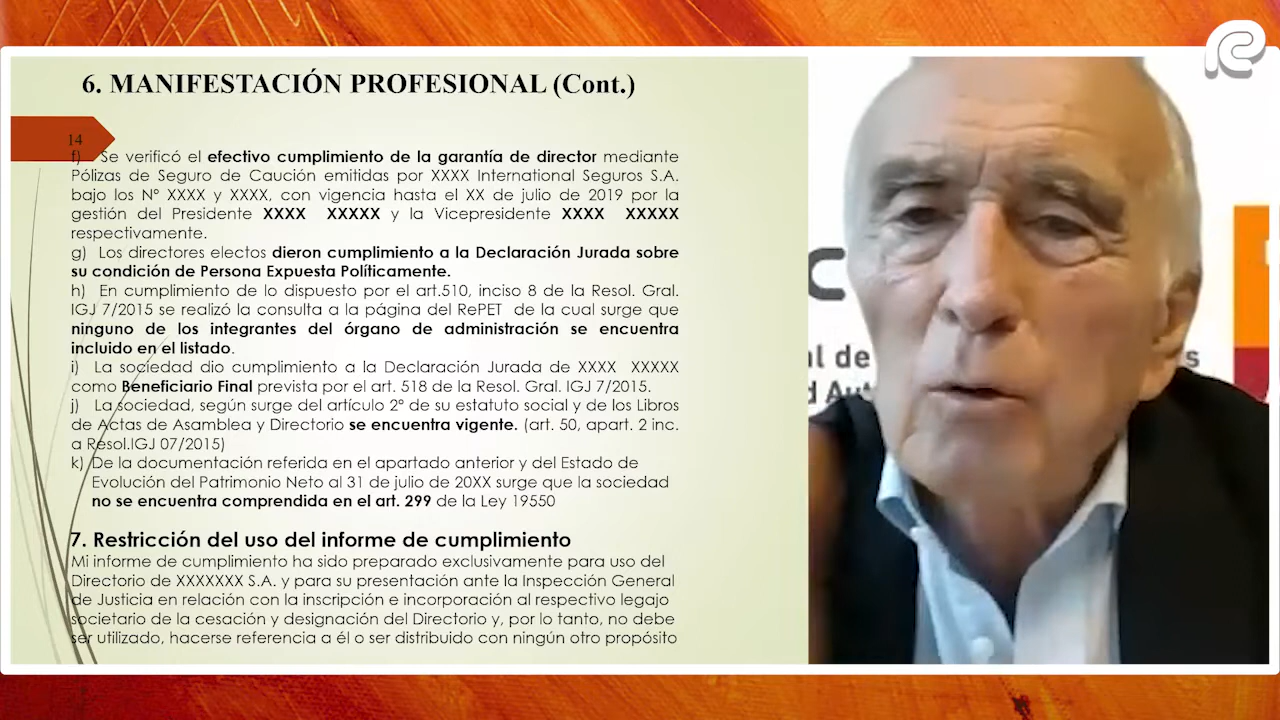 6. MANIFESTACIÓN PROFESIONAL (Cont.)
14
f) Se verificó el efectivo cumplimiento de la garantía de director mediante
Pólizas de Seguro de Caución emitidas por XXXX International Seguros S.A.
bajo los Nº XXXX y XXXX, con vigencia hasta el XX de julio de 2019 por la
gestión del Presidente XXXX XXXXX y la Vicepresidente XXXX XXXXX
respectivamente.
g) Los directores electos dieron cumplimiento a la Declaración Jurada sobre
su condición de Persona Expuesta Políticamente.
h) En cumplimiento de lo dispuesto por el art.510, inciso 8 de la Resol. Gral.
IGJ 7/2015 se realizó la consulta a la página del RePET de la cual surge que
ninguno de los integrantes del órgano de administración se encuentra
incluido en el listado.
i) La sociedad dio cumplimiento a la Declaración Jurada de XXXX XXXXX
como Beneficiario Final prevista por el art. 518 de la Resol. Gral. IGJ 7/2015.
j) La sociedad, según surge del artículo 2º de su estatuto social y de los Libros
de Actas de Asamblea y Directorio se encuentra vigente. (art. 50, apart. 2 inc.
a Resol.IGJ 07/2015)
k) De la documentación referida en el apartado anterior y del Estado de
Evolución del Patrimonio Neto al 31 de julio de 20XX surge que la sociedad
no se encuentra comprendida en el art. 299 de la Ley 19550
7. Restricción del uso del informe de cumplimiento
Mi informe de cumplimiento ha sido preparado exclusivamente para uso del
Directorio de XXXXXXX S.A. y para su presentación ante la Inspección General
de Justicia en relación con la inscripción e incorporación al respectivo legajo
societario de la cesación y designación del Directorio y, por lo tanto, no debe
ser utilizado, hacerse referencia a él o ser distribuido con ningún otro propósito
C
al de
d Aut
s